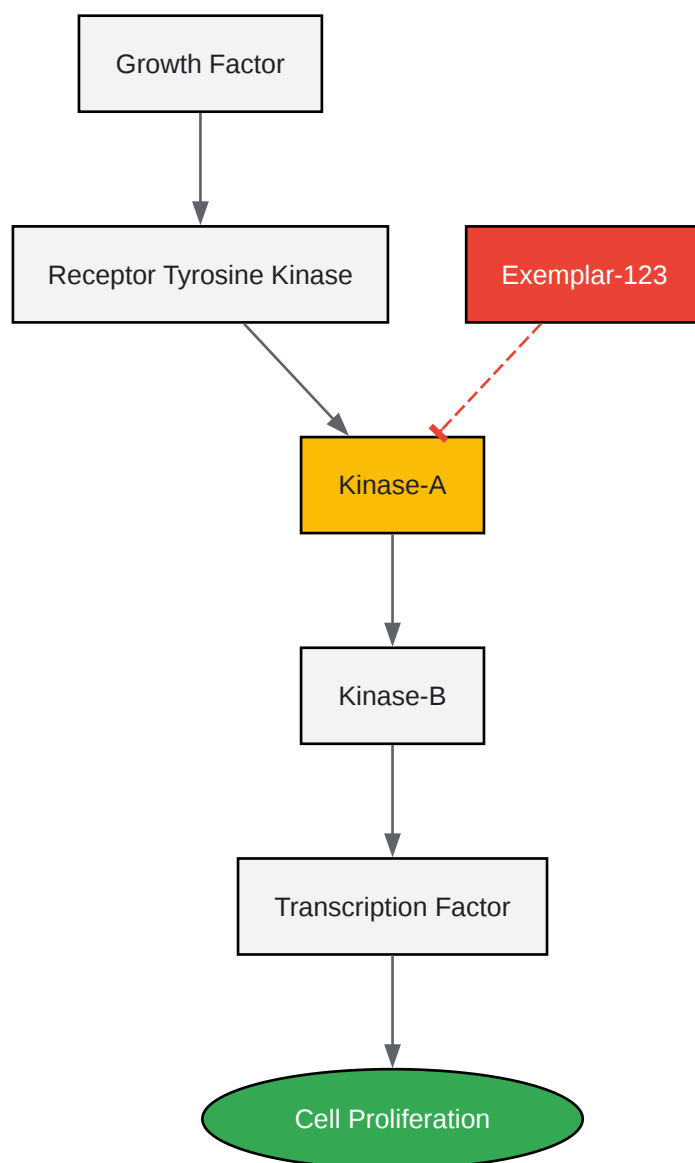 Growth Factor
Receptor Tyrosine Kinase
Exemplar-123
Kinase-A
Kinase-B
Transcription Factor
Cell Proliferation